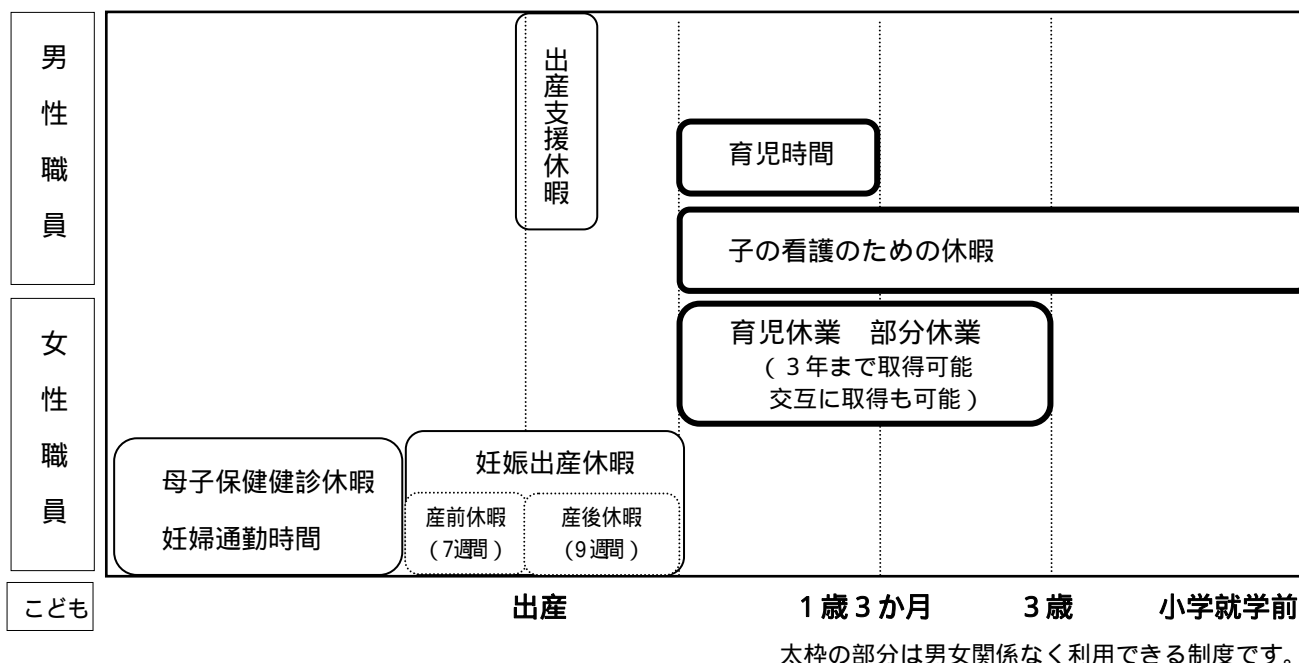 男性職員
出産支援休暇
育児時間
子の看護のための休暇
女性職員
育児休業　部分休業
（３年まで取得可能
交互に取得も可能）
母子保健健診休暇
妊婦通勤時間
妊娠出産休暇
産前休暇
（7週間）
産後休暇
（9週間）
こども
出産
１歳３か月
３歳
小学就学前
太枠の部分は男女関係なく利用できる制度です。